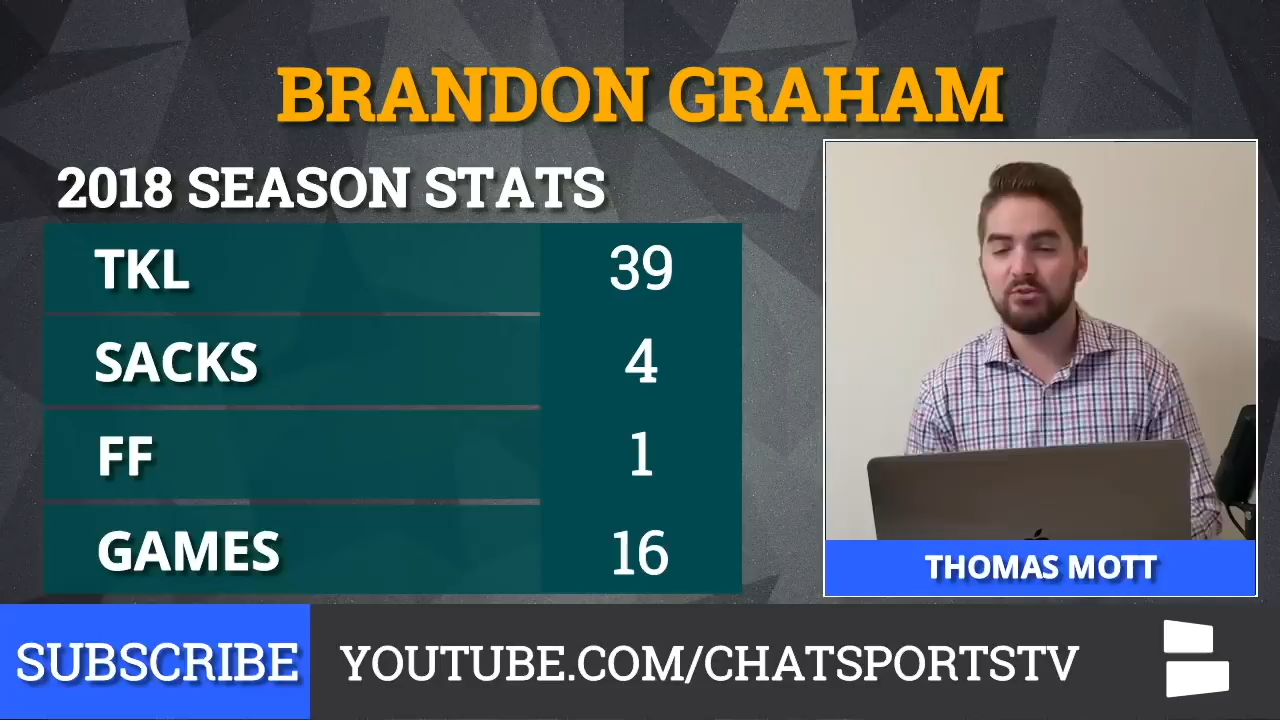 BRANDON GRAHAM
2018 SEASON STATS
TKL 39
SACKS 4
FF 1
GAMES 16
THOMAS MOTT
SUBSCRIBE YOUTUBE.COM/CHATSPORTSTV